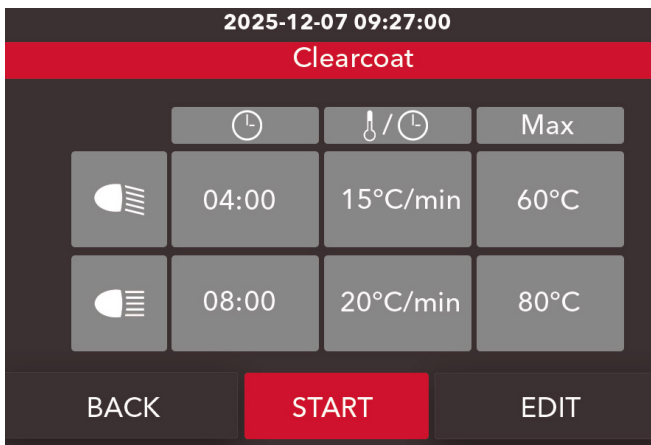 2025-12-07 09:27:00
Clearcoat
/ Max
04:00 15°C/min 60°C
08:00 20°C/min 80°C
BACK START EDIT